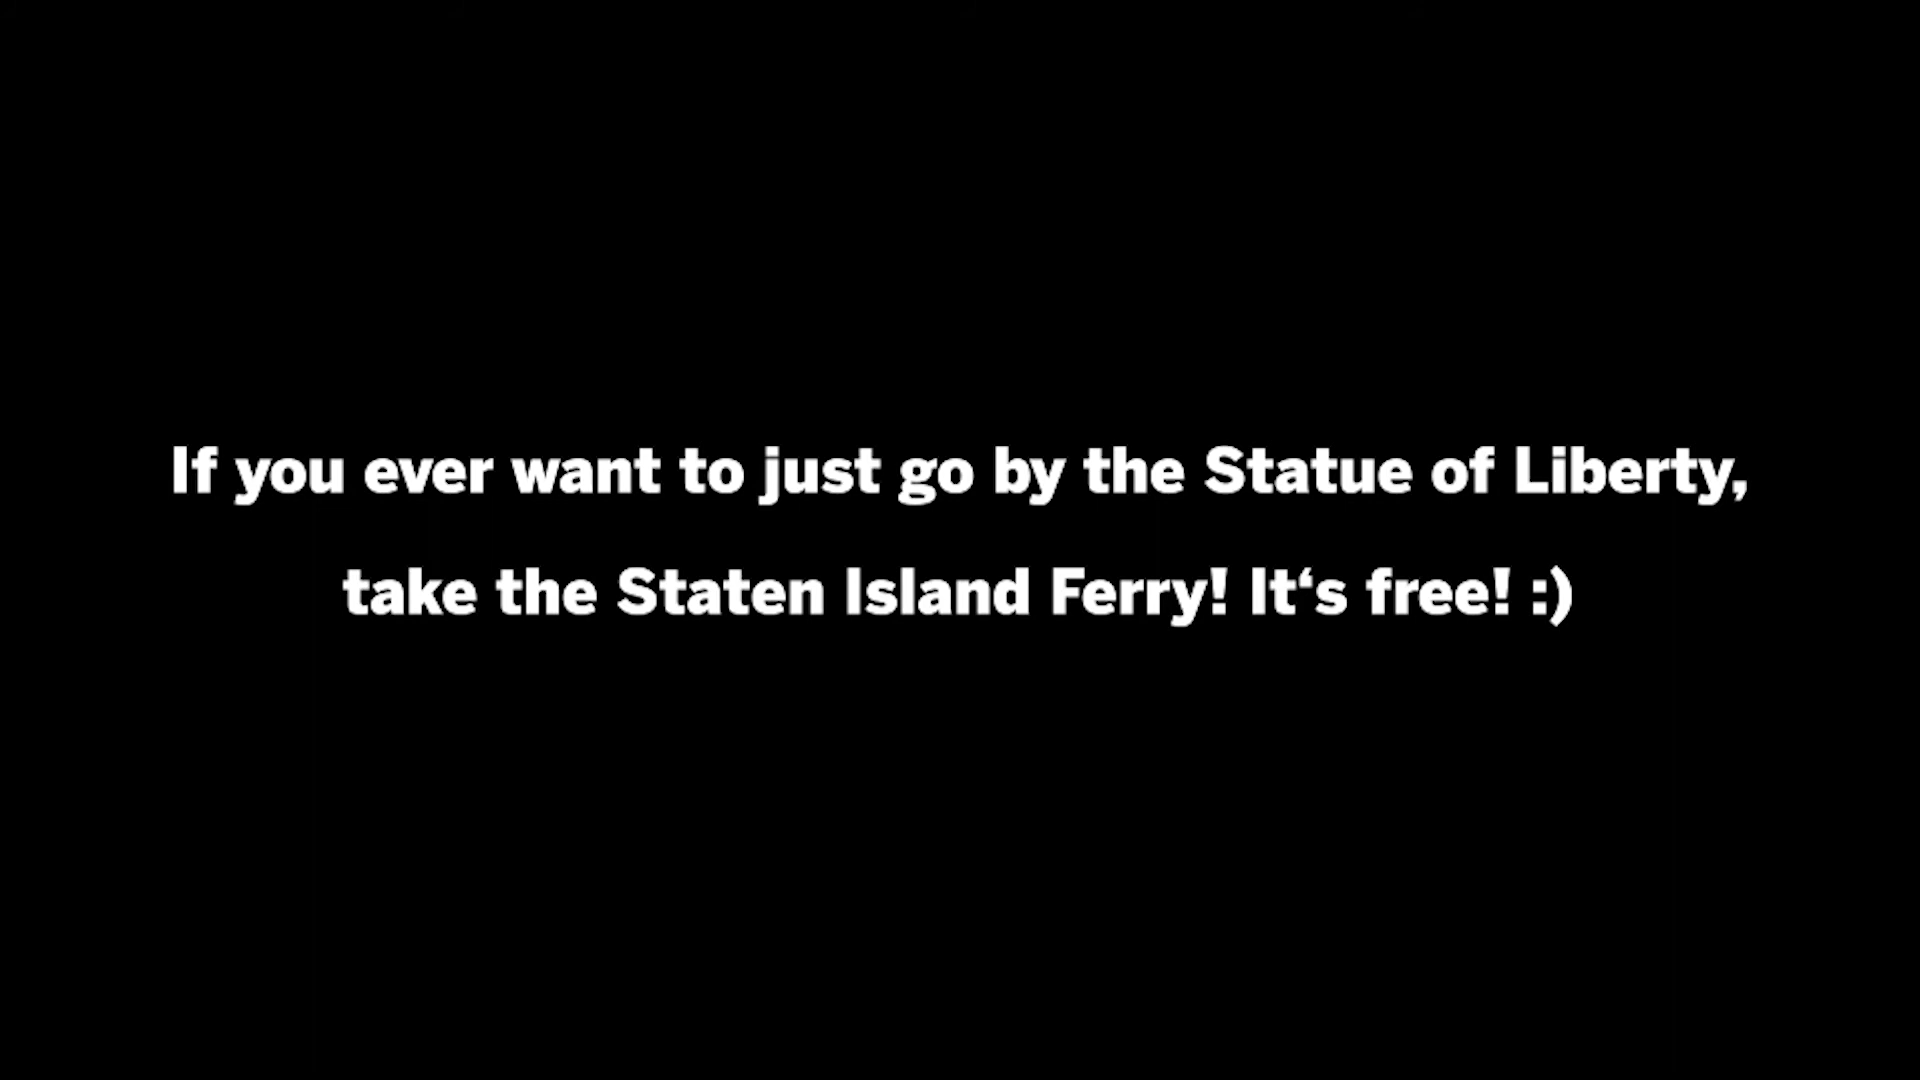 If you ever want to just go by the Statue of Liberty,
take the Staten Island Ferry! It‘s free! :)